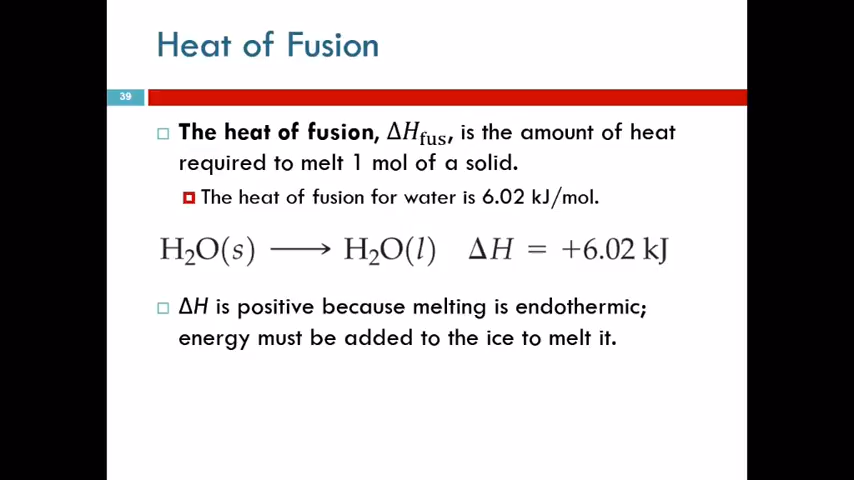 Heat of Fusion
39
The heat of fusion, ΔH_fus, is the amount of heat
required to melt 1 mol of a solid.
The heat of fusion for water is 6.02 kJ/mol.
H₂O(s) ⟶ H₂O(l) ΔH = +6.02 kJ
ΔH is positive because melting is endothermic;
energy must be added to the ice to melt it.